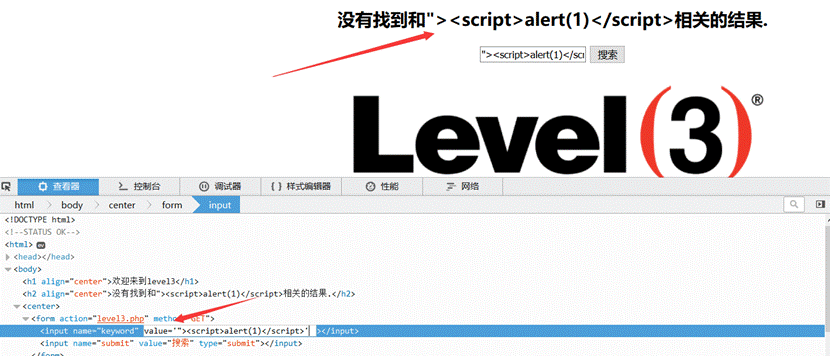 没有找到和"><script>alert(1)</script>相关的结果.
"><script>alert(1)</scr 搜索
Level(3)®
查看器 控制台 调试器 {} 样式编辑器 性能 网络
html body center form input
<!DOCTYPE html>
<!--STATUS OK-->
<html> ev
<head></head>
<body>
<h1 align="center">欢迎来到level3</h1>
<h2 align="center">没有找到和"><script>alert(1)</script>相关的结果.</h2>
<center>
<form action="level3.php" method="GET">
<input name="keyword" value='"><script>alert(1)</script>' ></input>
<input name="submit" value="搜索" type="submit"></input>
</form>